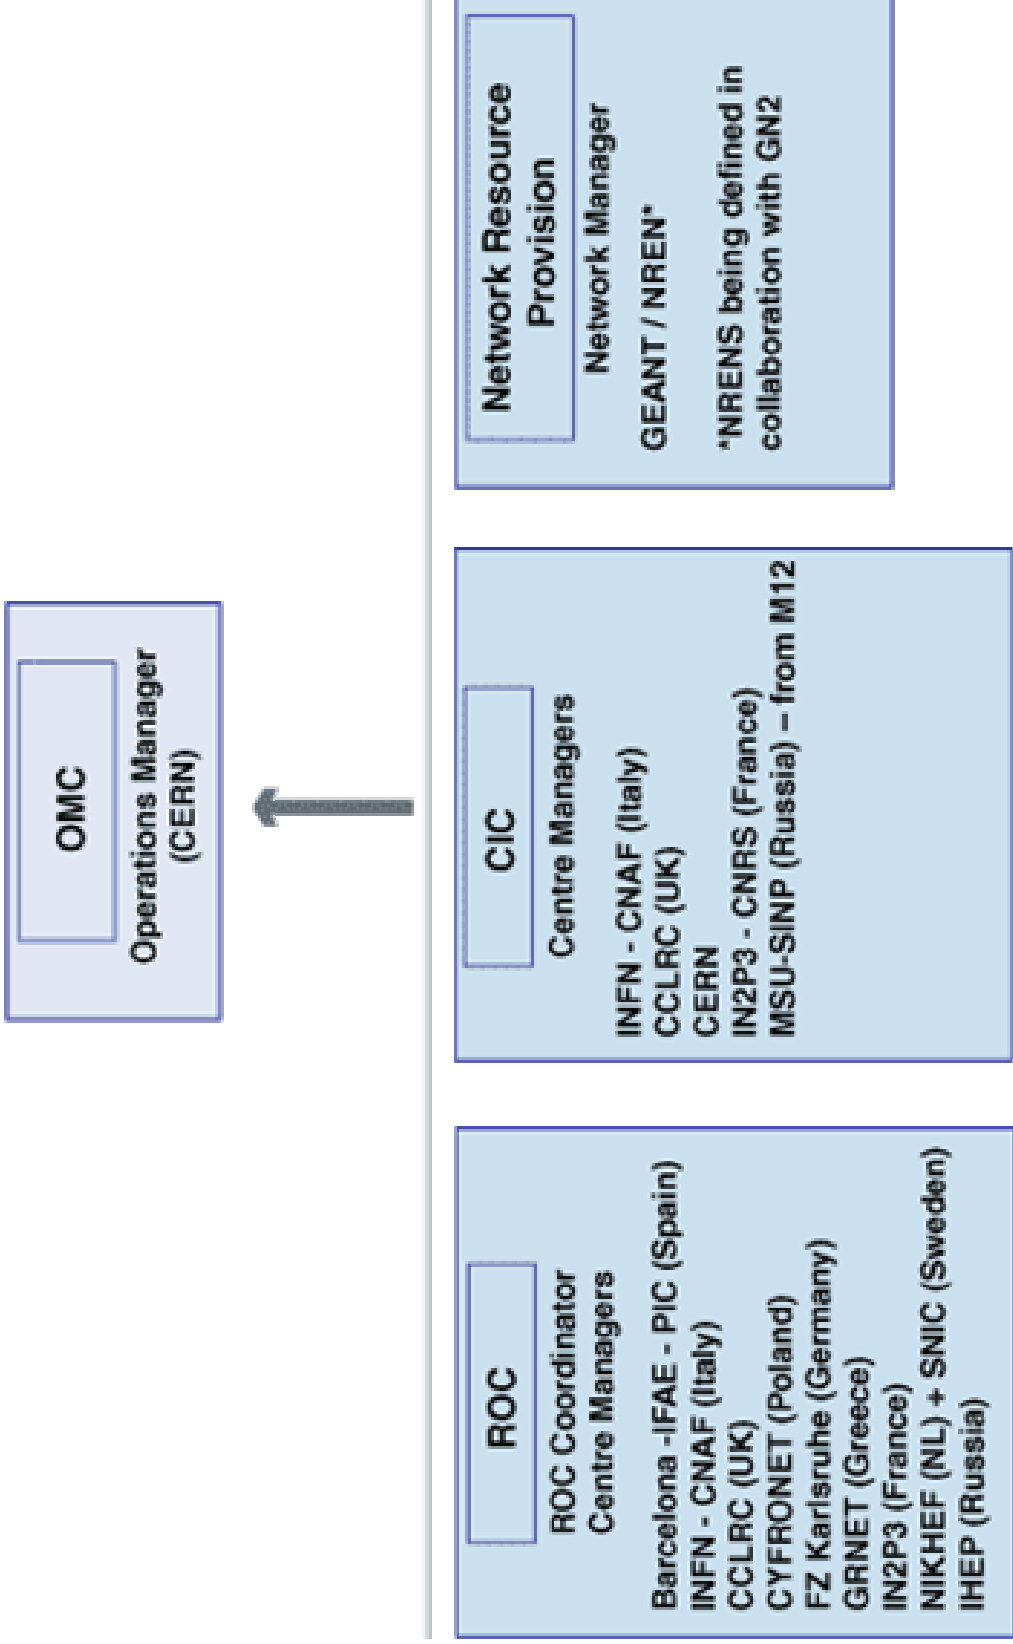 OMC
Operations Manager
(CERN)
ROC
ROC Coordinator
Centre Managers
Barcelona -IFAE - PIC (Spain)
INFN - CNAF (Italy)
CCLRC (UK)
CYFRONET (Poland)
FZ Karlsruhe (Germany)
GRNET (Greece)
IN2P3 (France)
NIKHEF (NL) + SNIC (Sweden)
IHEP (Russia)
CIC
Centre Managers
INFN - CNAF (Italy)
CCLRC (UK)
CERN
IN2P3 - CNRS (France)
MSU-SINP (Russia) – from M12
Network Resource
Provision
Network Manager
GEANT / NREN*
*NRENS being defined in
collaboration with GN2